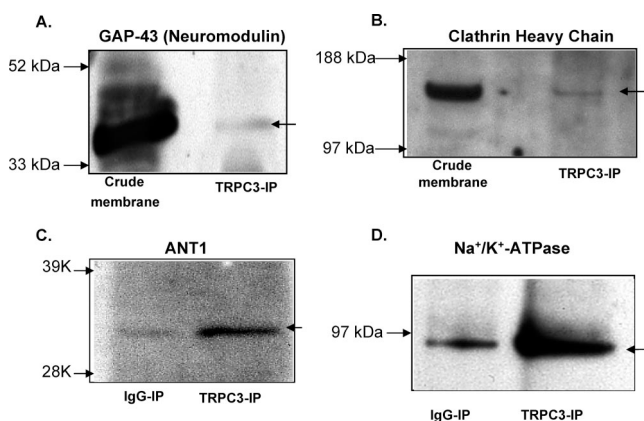 A.
GAP-43 (Neuromodulin)
52 kDa
33 kDa
Crude
membrane
TRPC3-IP
B.
Clathrin Heavy Chain
188 kDa
97 kDa
Crude
membrane
TRPC3-IP
C.
ANT1
39K
28K
IgG-IP
TRPC3-IP
D.
Na⁺/K⁺-ATPase
97 kDa
IgG-IP
TRPC3-IP